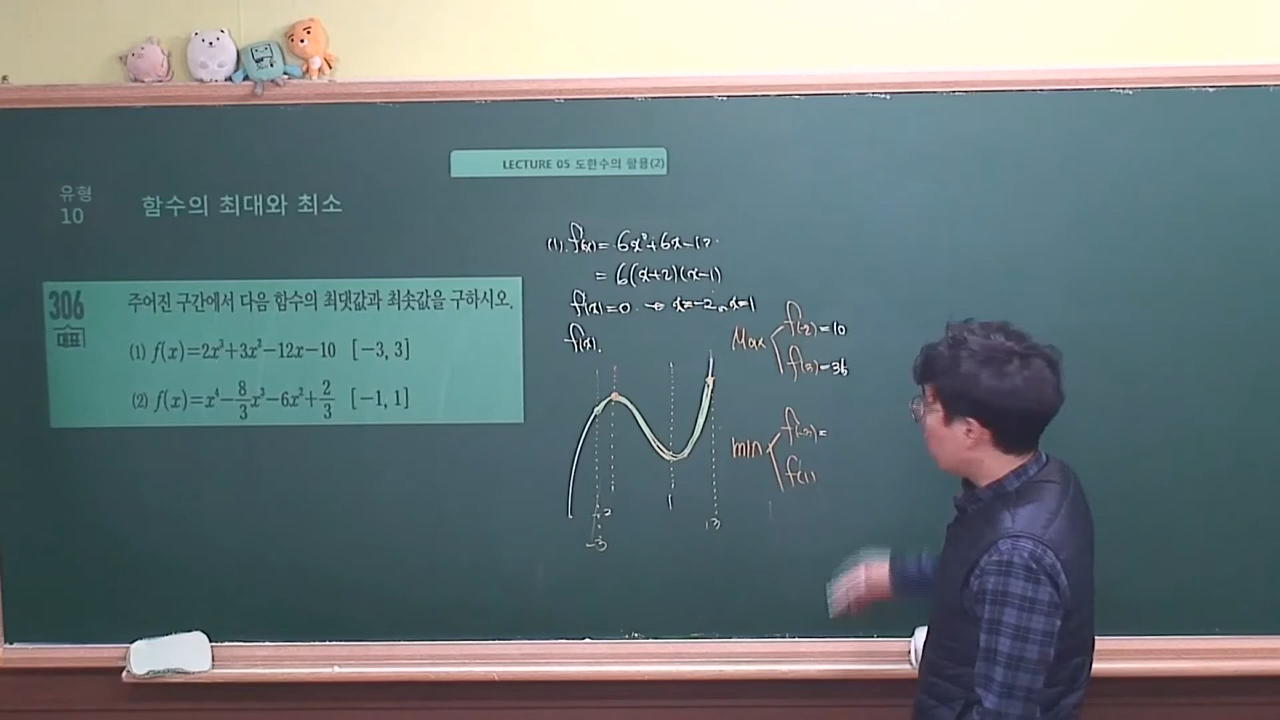 LECTURE 05 도함수의 활용(2)
유형
10
함수의 최대와 최소
306
대표
주어진 구간에서 다음 함수의 최댓값과 최솟값을 구하시오.
(1) f(x)=2x³+3x²−12x−10 [−3, 3]
(2) f(x)=x⁴−8/3x³−6x²+2/3 [−1, 1]
(1). f'(x)= 6x²+6x−12.
= 6(x+2)(x−1)
f'(x)=0. → x=−2 or x=1
f(x).
Max
f(-2)=10
f(3)=35
min
f(-3)=
f(1)
-2
-3
1
3